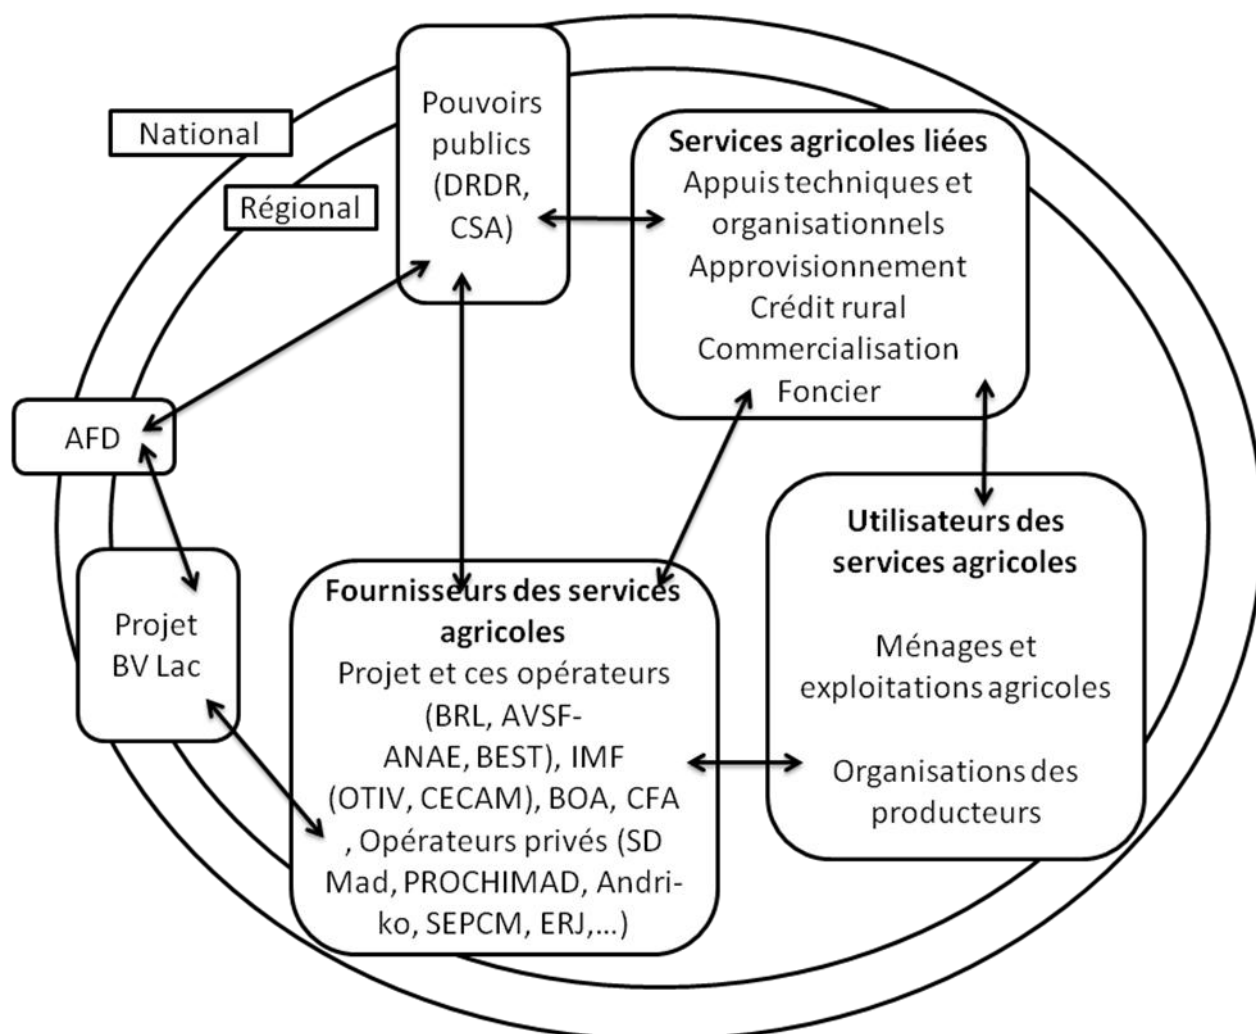 National
Régional
Pouvoirs
publics
(DRDR,
CSA)
Services agricoles liées
Appuis techniques et
organisationnels
Approvisionnement
Crédit rural
Commercialisation
Foncier
AFD
Projet
BV Lac
Fournisseurs des services
agricoles
Projet et ces opérateurs
(BRL, AVSF-
ANAE, BEST), IMF
(OTIV, CECAM), BOA, CFA
, Opérateurs privés (SD
Mad, PROCHIMAD, Andri-
ko, SEPCM, ERJ,...)
Utilisateurs des
services agricoles
Ménages et
exploitations agricoles
Organisations des
producteurs